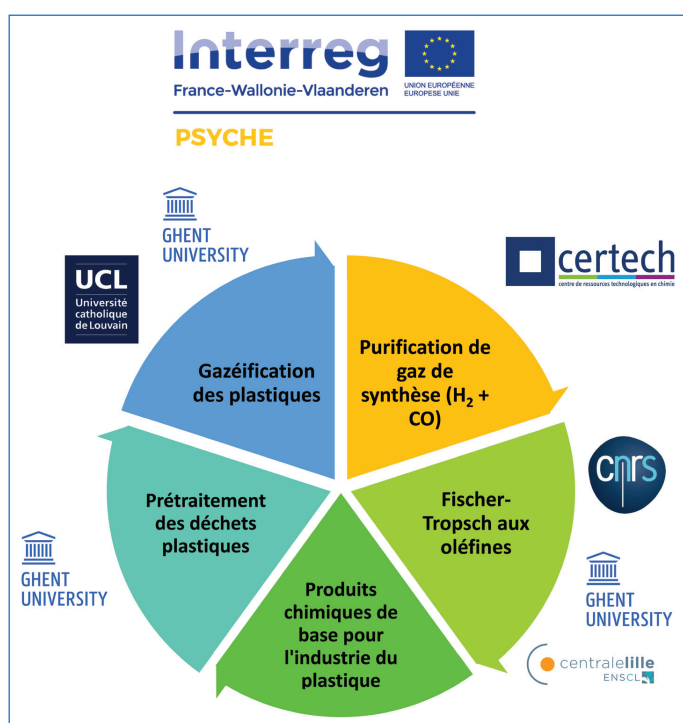 Interreg
France-Wallonie-Vlaanderen
UNION EUROPÉENNE
EUROPESE UNIE
PSYCHE
GHENT
UNIVERSITY
UCL
Université
catholique
de Louvain
certech
centre de ressources technologiques en chimie
Gazéification
des plastiques
Purification de
gaz de
synthèse (H₂ +
CO)
cnrs
Prétraitement
des déchets
plastiques
Fischer-
Tropsch aux
oléfines
GHENT
UNIVERSITY
GHENT
UNIVERSITY
Produits
chimiques de
base pour
l'industrie du
plastique
centralelille
ENSCL